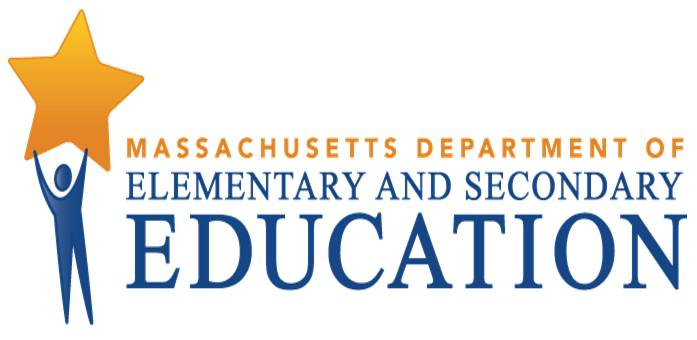 MASSACHUSETTS DEPARTMENT OF
ELEMENTARY AND SECONDARY
EDUCATION